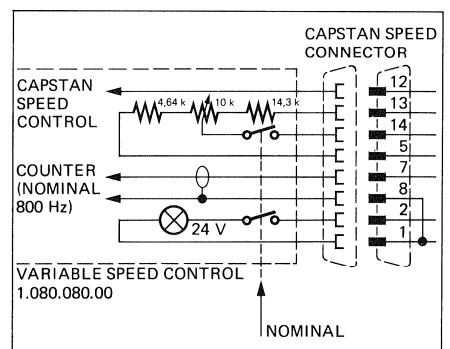 CAPSTAN SPEED
CONNECTOR
CAPSTAN
SPEED
CONTROL
4,64 k
10 k
14,3 k
12
13
14
5
7
8
2
1
COUNTER
(NOMINAL
800 Hz)
24 V
VARIABLE SPEED CONTROL
1.080.080.00
NOMINAL